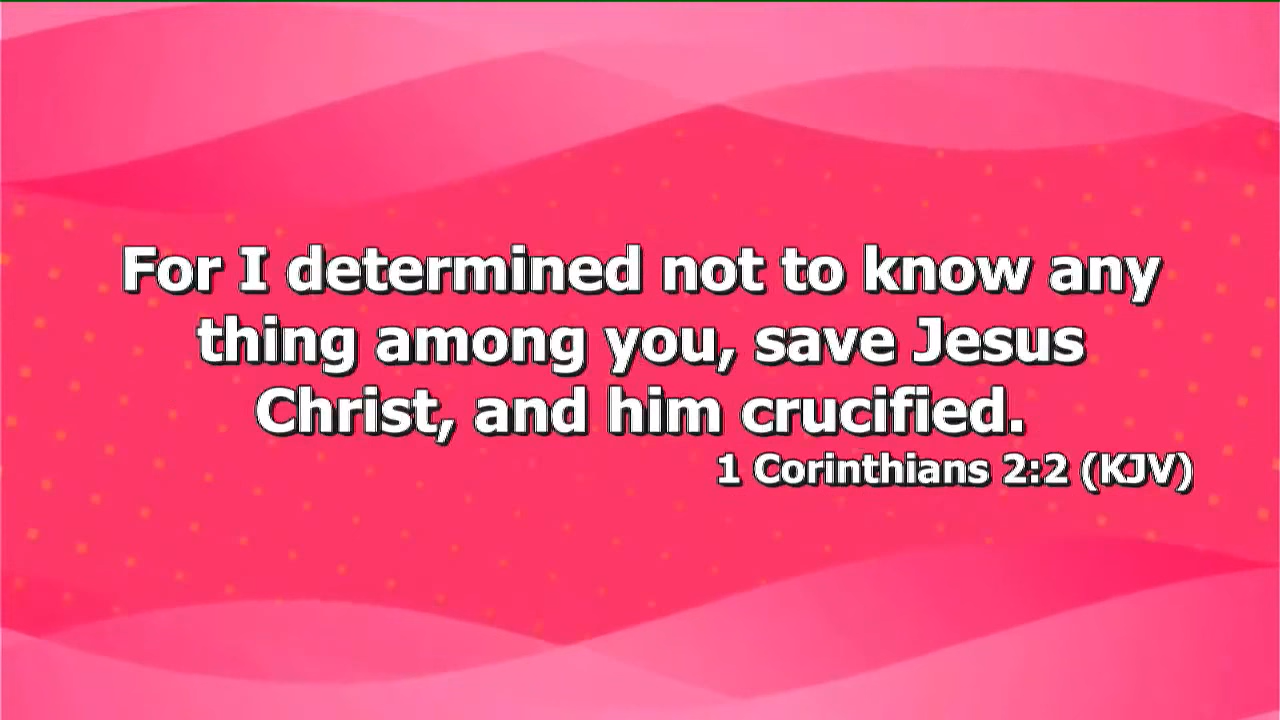 For I determined not to know any
thing among you, save Jesus
Christ, and him crucified.
1 Corinthians 2:2 (KJV)